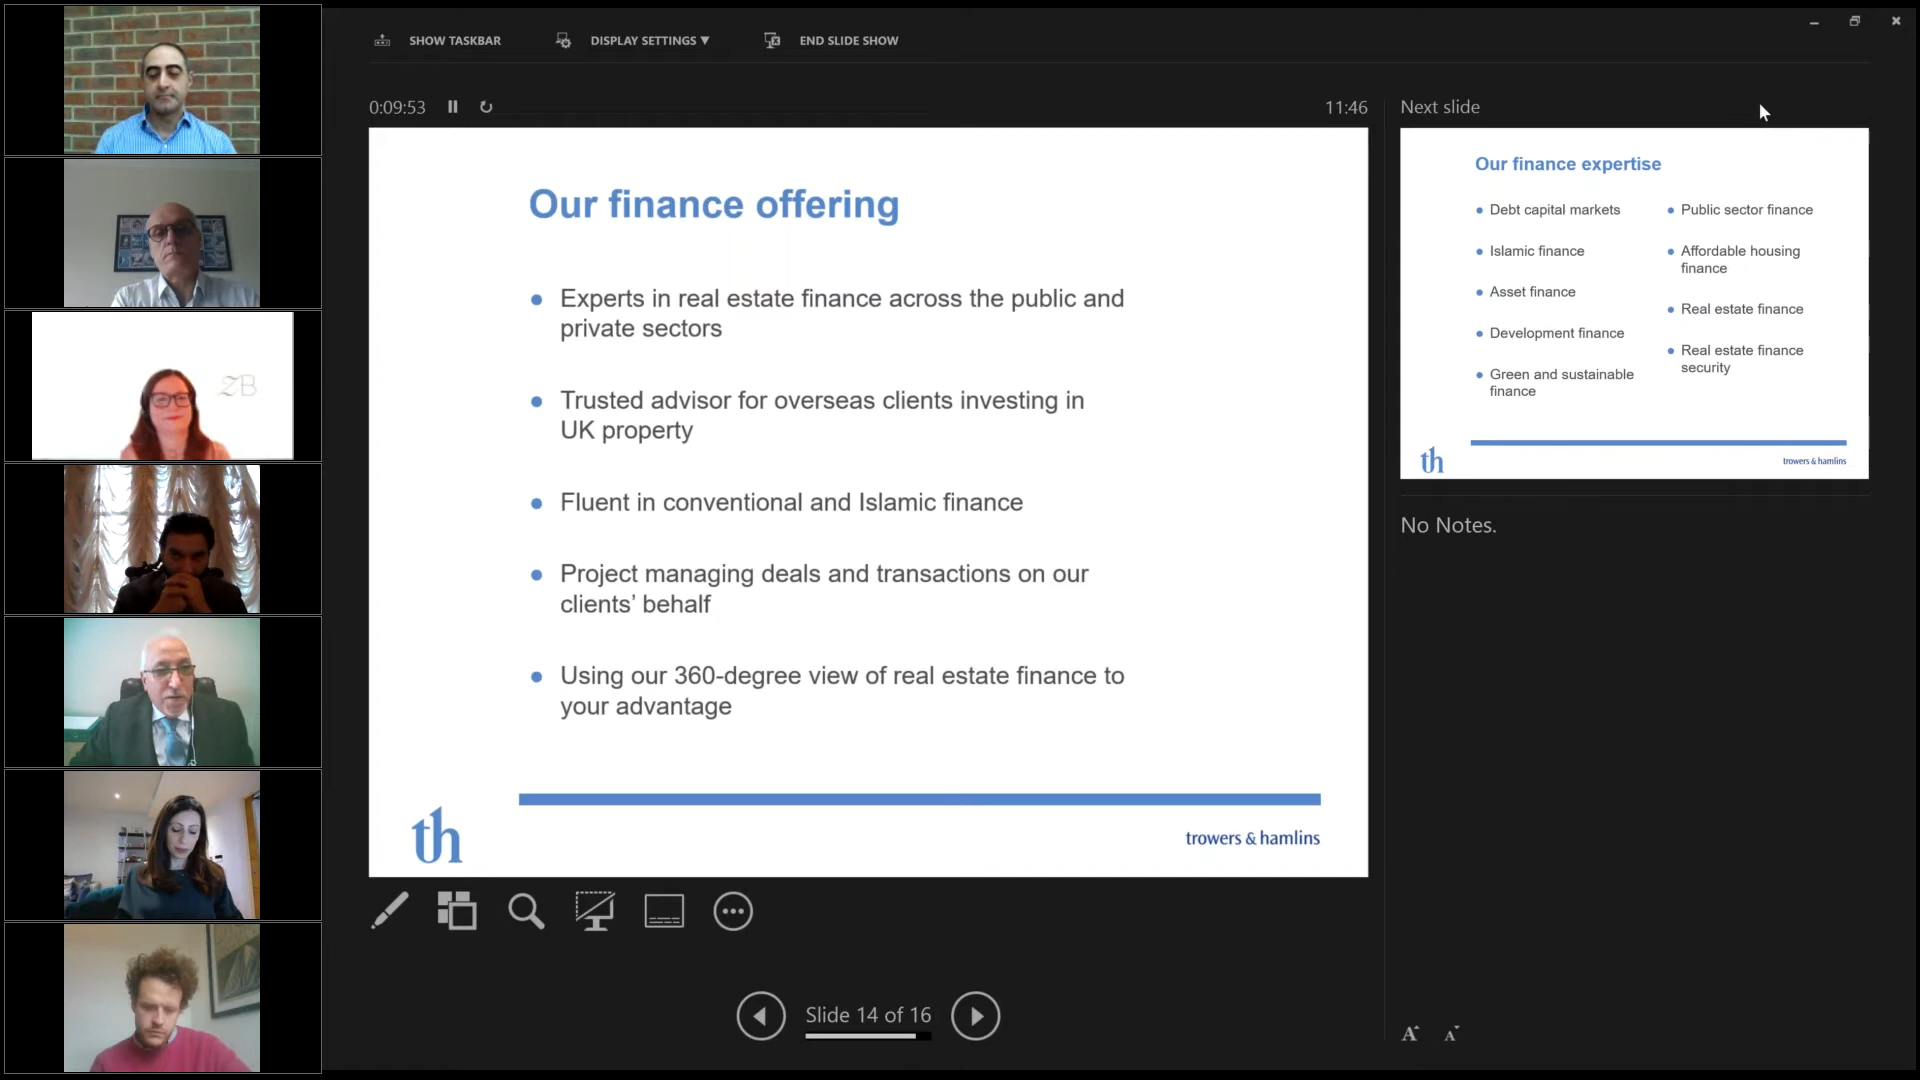 SHOW TASKBAR
DISPLAY SETTINGS ▼
END SLIDE SHOW
0:09:53
11:46
Next slide
Our finance offering
• Experts in real estate finance across the public and
private sectors
• Trusted advisor for overseas clients investing in
UK property
• Fluent in conventional and Islamic finance
• Project managing deals and transactions on our
clients’ behalf
• Using our 360-degree view of real estate finance to
your advantage
th
trowers & hamlins
Our finance expertise
• Debt capital markets
• Islamic finance
• Asset finance
• Development finance
• Green and sustainable
finance
• Public sector finance
• Affordable housing
finance
• Real estate finance
• Real estate finance
security
th
trowers & hamlins
No Notes.
Slide 14 of 16
A A
ZB